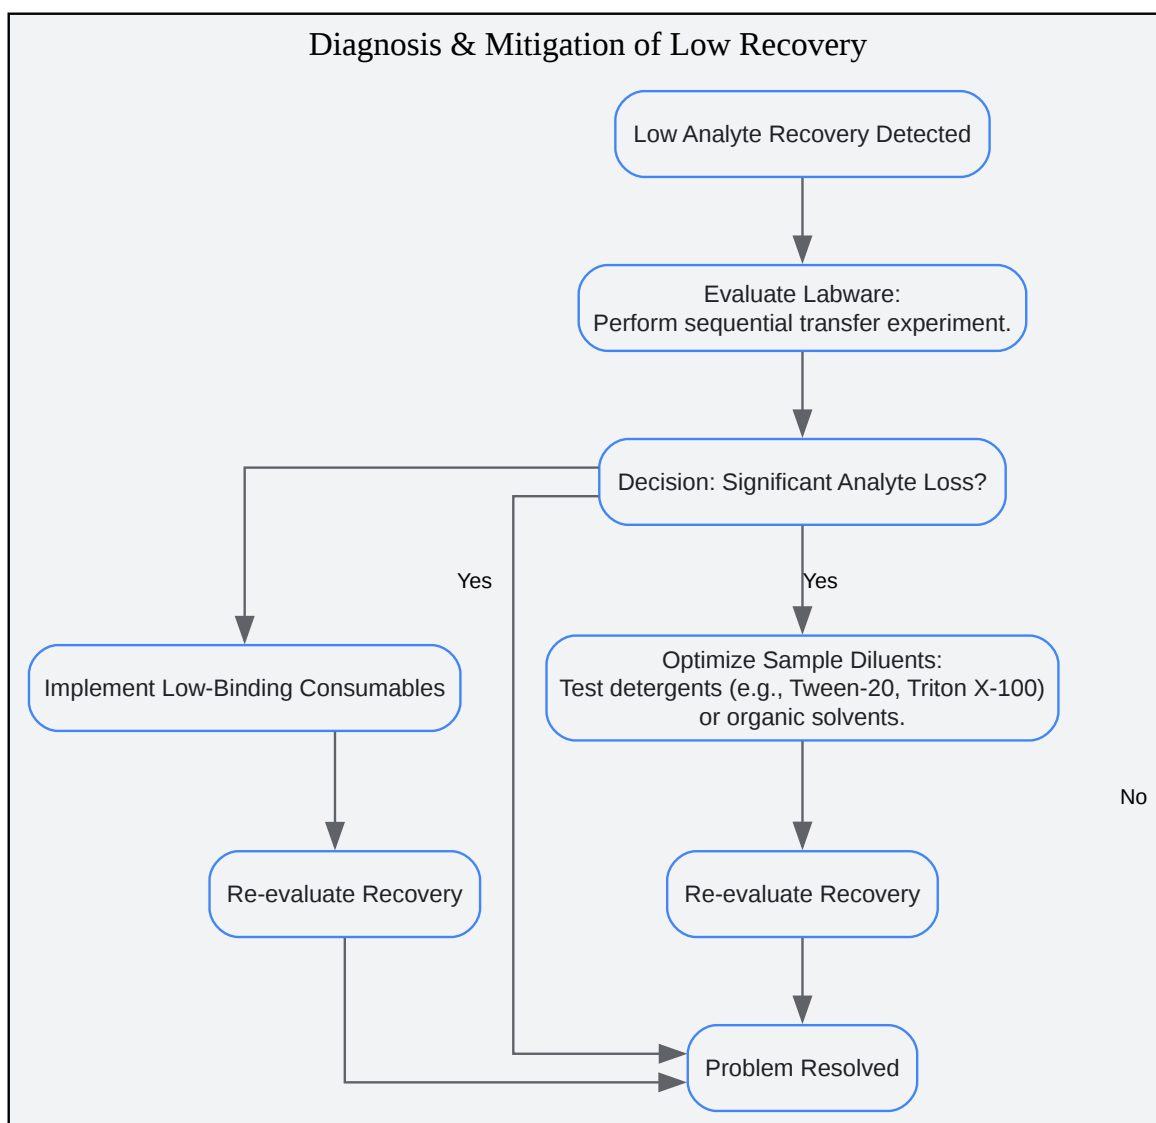 Diagnosis & Mitigation of Low Recovery
Low Analyte Recovery Detected
Evaluate Labware:
Perform sequential transfer experiment.
Decision: Significant Analyte Loss?
Yes
Yes
Implement Low-Binding Consumables
Optimize Sample Diluents:
Test detergents (e.g., Tween-20, Triton X-100)
or organic solvents.
No
Re-evaluate Recovery
Re-evaluate Recovery
Problem Resolved